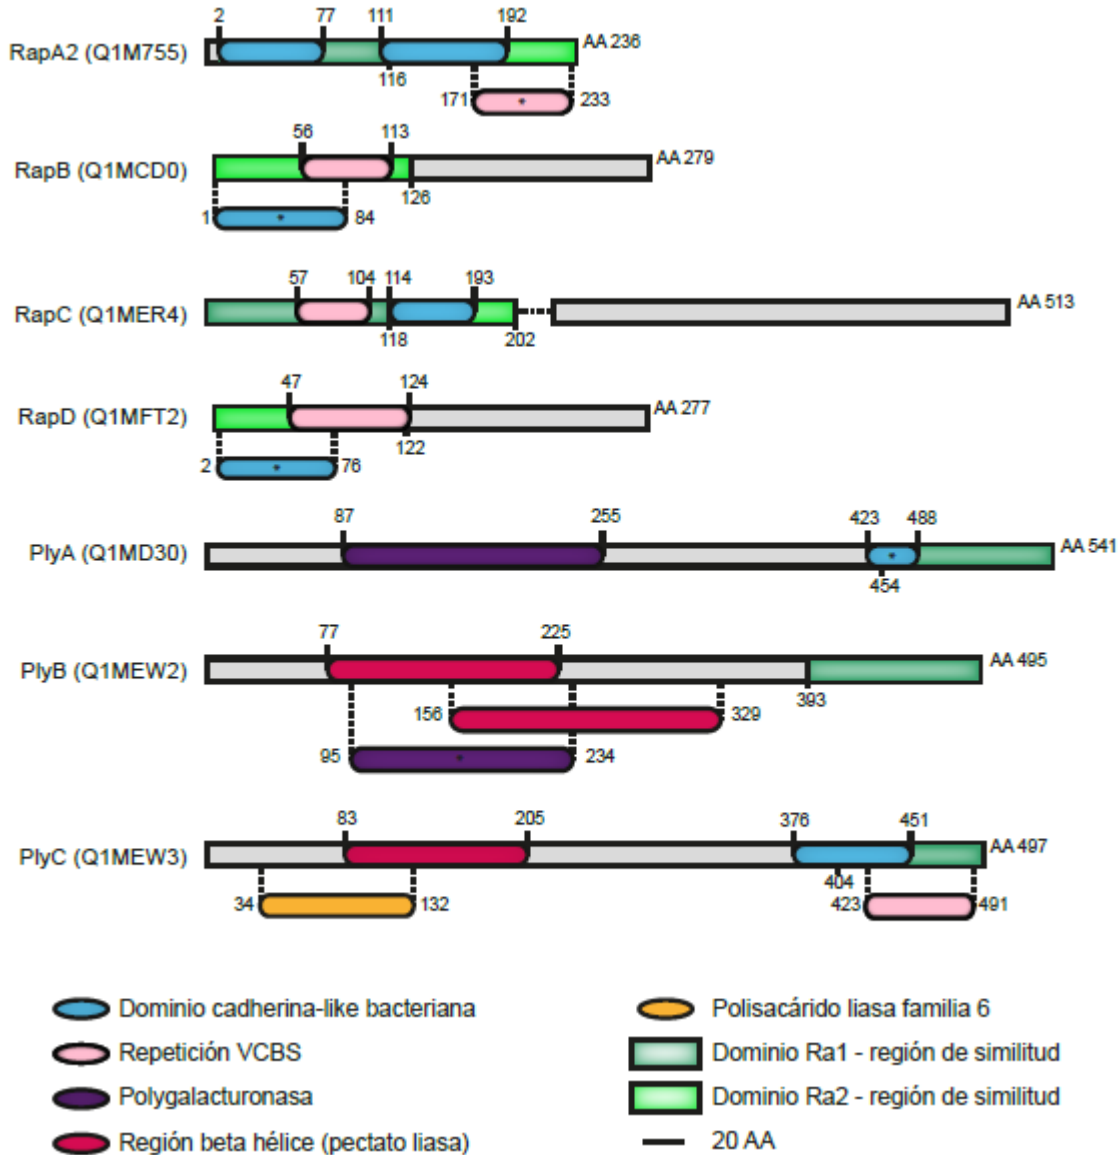 2 77 111 192
RapA2 (Q1M755) AA 236
116
171 * 233
56 113
RapB (Q1MCD0) AA 279
126
1 * 84
57 104 114 193
RapC (Q1MER4) AA 513
118 202
47 124
RapD (Q1MFT2) AA 277
122
2 * 76
87 255 423 488
PlyA (Q1MD30) * AA 541
454
77 225
PlyB (Q1MEW2) AA 495
393
156 329
95 * 234
83 205 376 451
PlyC (Q1MEW3) AA 497
404
34 132 423 491
Dominio cadherina-like bacteriana
Repetición VCBS
Polygalacturonasa
Región beta hélice (pectato liasa)
Polisacárido liasa familia 6
Dominio Ra1 - región de similitud
Dominio Ra2 - región de similitud
20 AA